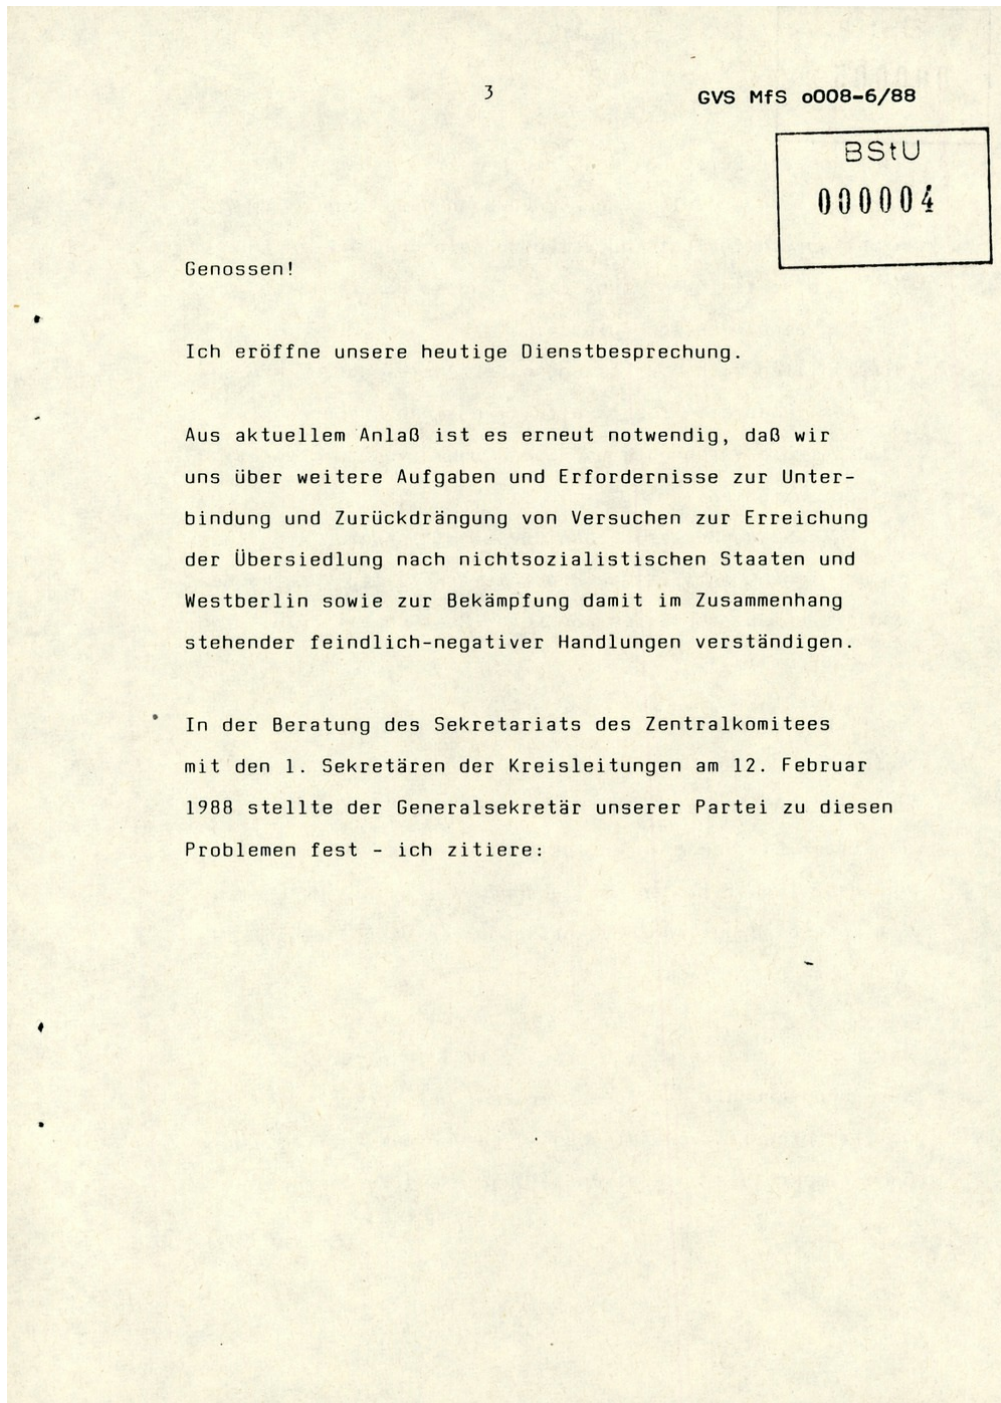 3
GVS MfS o008-6/88
BStU
000004
Genossen!
Ich eröffne unsere heutige Dienstbesprechung.
Aus aktuellem Anlaß ist es erneut notwendig, daß wir
uns über weitere Aufgaben und Erfordernisse zur Unter-
bindung und Zurückdrängung von Versuchen zur Erreichung
der Übersiedlung nach nichtsozialistischen Staaten und
Westberlin sowie zur Bekämpfung damit im Zusammenhang
stehender feindlich-negativer Handlungen verständigen.
In der Beratung des Sekretariats des Zentralkomitees
mit den 1. Sekretären der Kreisleitungen am 12. Februar
1988 stellte der Generalsekretär unserer Partei zu diesen
Problemen fest - ich zitiere: